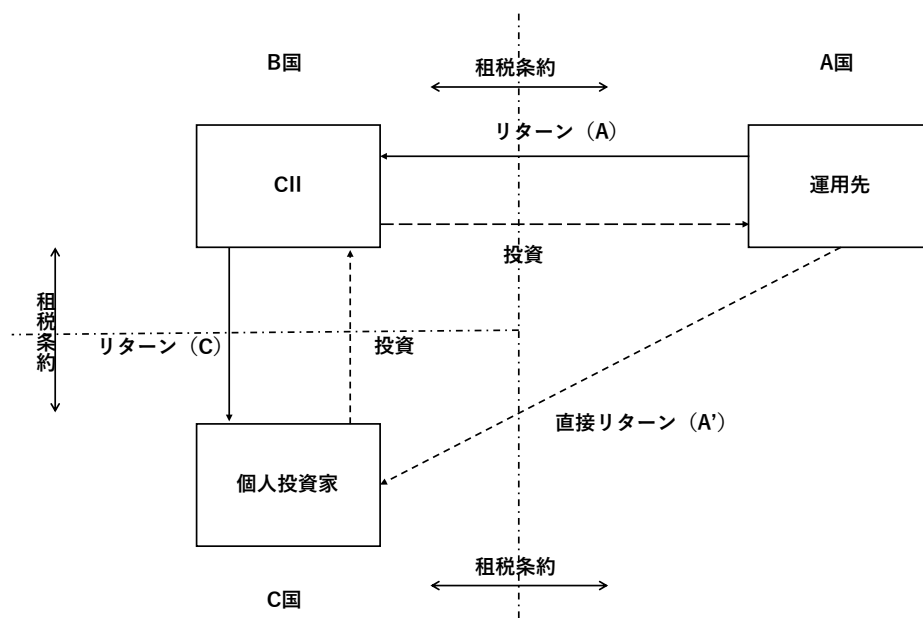 B国
A国
租税条約
リターン（A）
CII
運用先
投資
租税条約
リターン（C）
投資
直接リターン（A’）
個人投資家
租税条約
C国